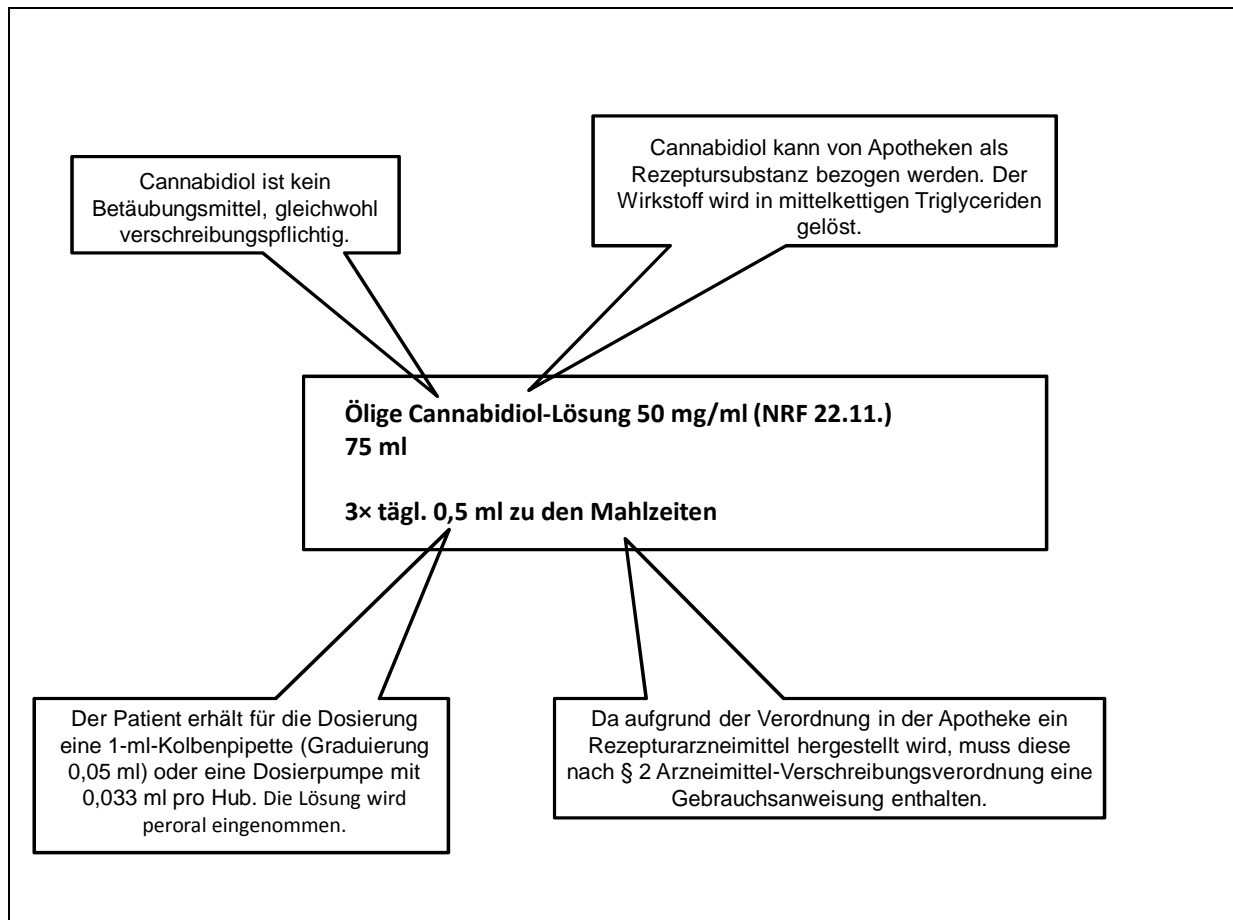 Cannabidiol ist kein
Betäubungsmittel, gleichwohl
verschreibungspflichtig.
Cannabidiol kann von Apotheken als
Rezeptursubstanz bezogen werden. Der
Wirkstoff wird in mittelkettigen Triglyceriden
gelöst.
Ölige Cannabidiol-Lösung 50 mg/ml (NRF 22.11.)
75 ml
3× tägl. 0,5 ml zu den Mahlzeiten
Der Patient erhält für die Dosierung
eine 1-ml-Kolbenpipette (Graduierung
0,05 ml) oder eine Dosierpumpe mit
0,033 ml pro Hub. Die Lösung wird
peroral eingenommen.
Da aufgrund der Verordnung in der Apotheke ein
Rezepturarzneimittel hergestellt wird, muss diese
nach § 2 Arzneimittel-Verschreibungsverordnung eine
Gebrauchsanweisung enthalten.